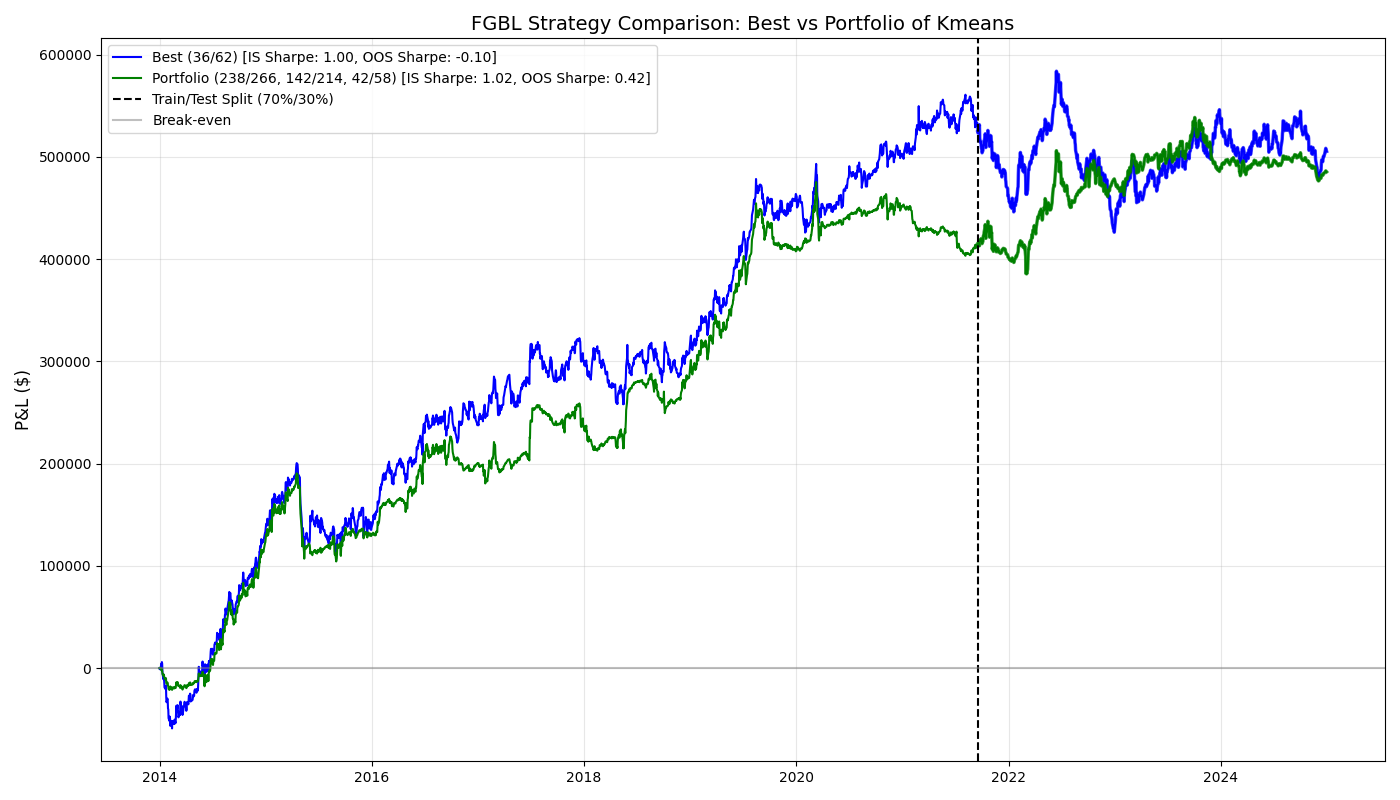 FGBL Strategy Comparison: Best vs Portfolio of Kmeans
Best (36/62) [IS Sharpe: 1.00, OOS Sharpe: -0.10]
Portfolio (238/266, 142/214, 42/58) [IS Sharpe: 1.02, OOS Sharpe: 0.42]
Train/Test Split (70%/30%)
Break-even
P&L ($)
600000
500000
400000
300000
200000
100000
0
2014
2016
2018
2020
2022
2024